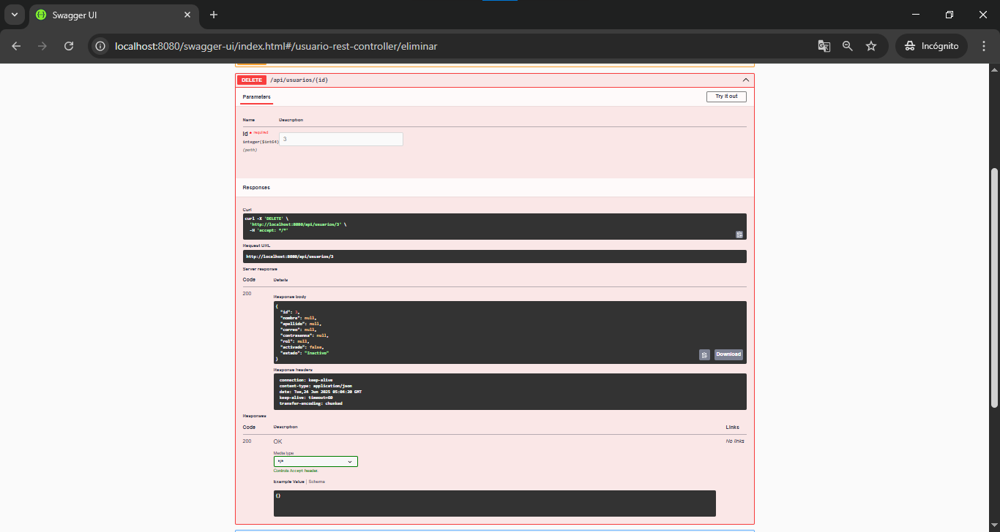 Swagger UI
localhost:8080/swagger-ui/index.html#/usuario-rest-controller/eliminar
Incógnito
DELETE /api/usuarios/{id}
Parameters
Try it out
Name Description
id * required
integer($int64)
(path)
3
Responses
Curl
curl -X 'DELETE' \
'http://localhost:8080/api/usuarios/3' \
-H 'accept: */*'
Request URL
http://localhost:8080/api/usuarios/3
Server response
Code Details
200
Response body
{
"id": 3,
"nombre": null,
"apellido": null,
"correo": null,
"contrasenna": null,
"rol": null,
"activado": false,
"estado": "Inactivo"
}
Download
Response headers
connection: keep-alive
content-type: application/json
date: Tue,24 Jun 2025 05:04:20 GMT
keep-alive: timeout=60
transfer-encoding: chunked
Responses
Code Description Links
200 OK No links
Media type
*/*
Controls Accept header.
Example Value | Schema
{}